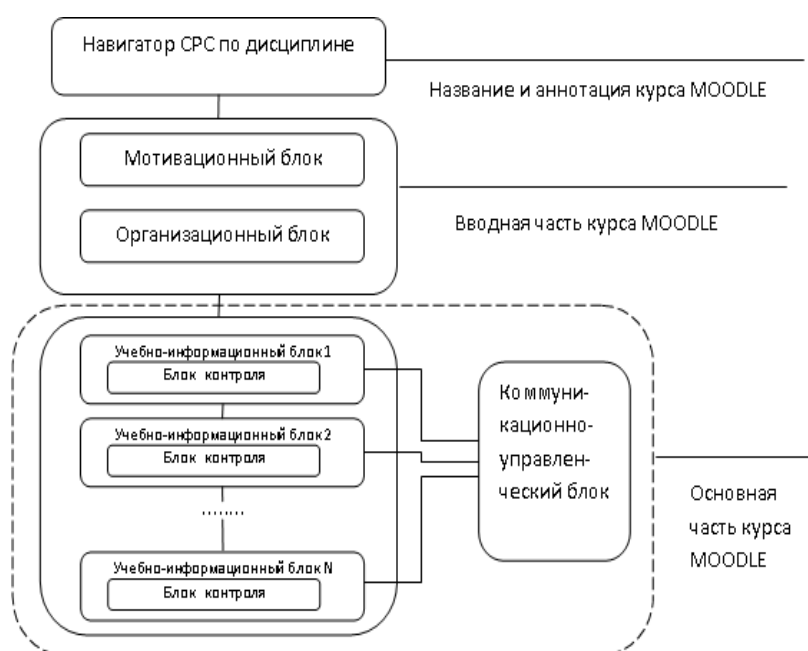 Навигатор СРС по дисциплине
Название и аннотация курса MOODLE
Мотивационный блок
Организационный блок
Вводная часть курса MOODLE
Учебно-информационный блок 1
Блок контроля
Учебно-информационный блок 2
Блок контроля
........
Учебно-информационный блок N
Блок контроля
Коммуни-
кационно-
управлен-
ческий блок
Основная
часть курса
MOODLE